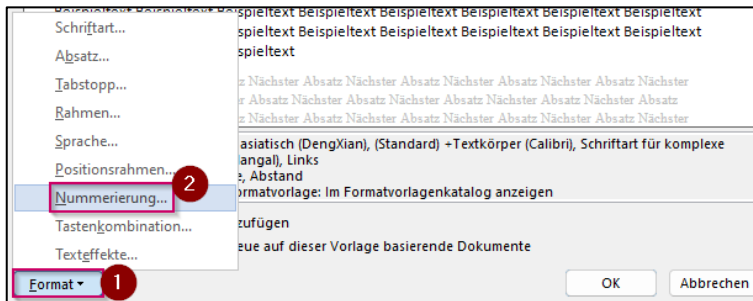 Beispieltext Beispieltext Beispieltext Beispieltext Beispieltext Beispieltext
Schriftart...
spieltext Beispieltext Beispieltext Beispieltext Beispieltext Beispieltext
Absatz...
spieltext
Tabstopp...
z Nächster Absatz Nächster Absatz Nächster Absatz Nächster Absatz Nächster
r Absatz Nächster Absatz Nächster Absatz Nächster Absatz Nächster Absatz
Rahmen...
z Nächster Absatz Nächster Absatz Nächster Absatz Nächster Absatz Nächster
Sprache...
asiatisch (DengXian), (Standard) +Textkörper (Calibri), Schriftart für komplexe
angal), Links
Positionsrahmen...
e, Abstand
2
Nummerierung...
ormatvorlage: Im Formatvorlagenkatalog anzeigen
Tastenkombination...
zufügen
Texteffekte...
eue auf dieser Vorlage basierende Dokumente
Format
1
OK
Abbrechen